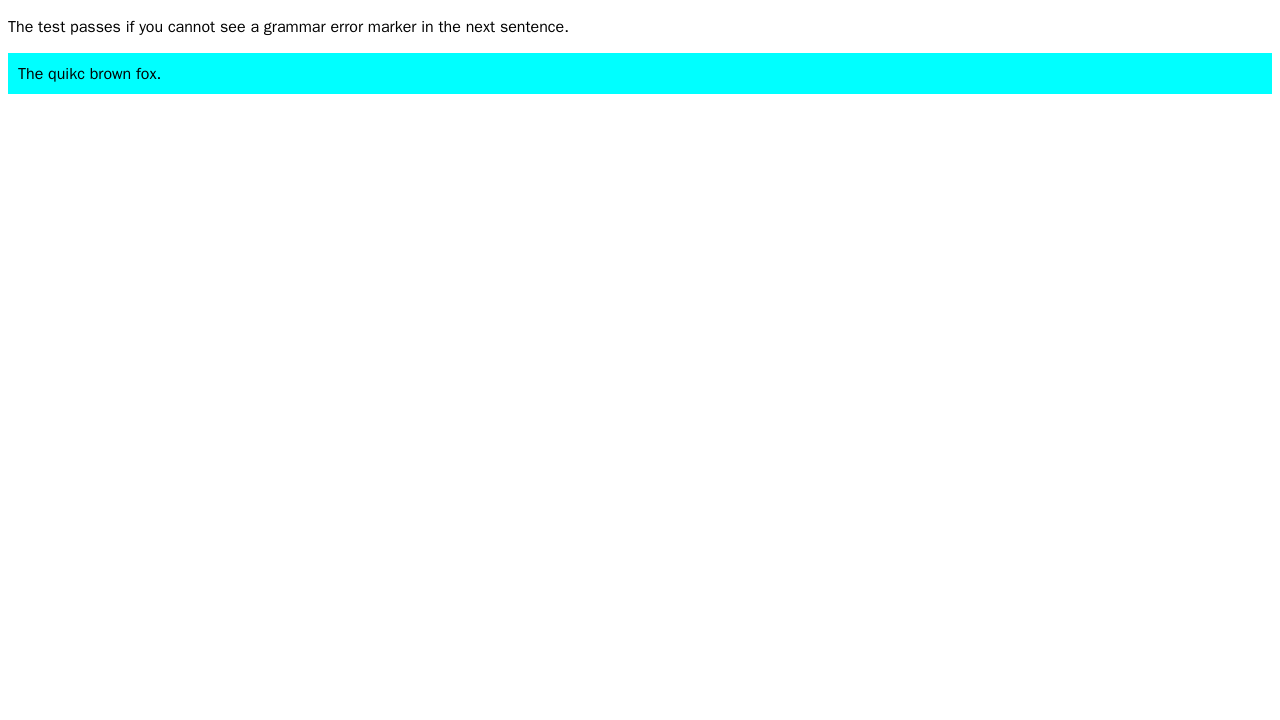 The test passes if you cannot see a grammar error marker in the next sentence.
The quikc brown fox.